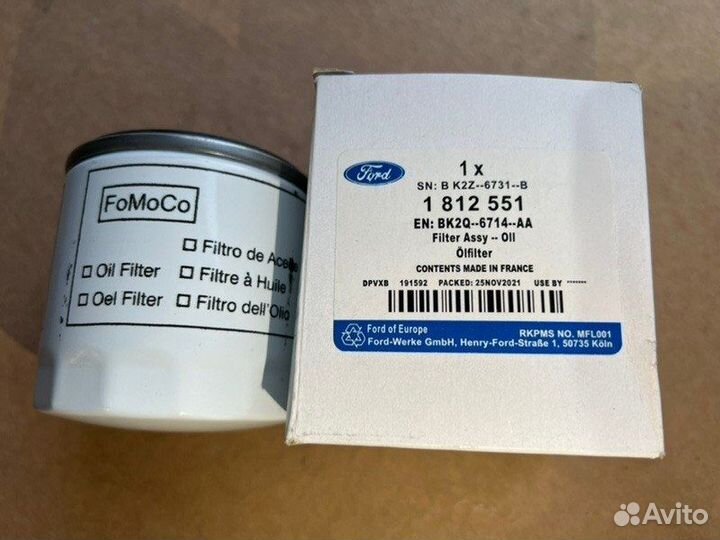 FoMoCo
Filtro de Aceite
Oil Filter
Filtre à Huile
Oel Filter
Filtro dell'Olio
Ford
1 x
SN: B K2Z--6731--B
1 812 551
EN: BK2Q--6714--AA
Filter Assy -- OIl
Ölfilter
CONTENTS MADE IN FRANCE
DPVXB 191592 PACKED: 25NOV2021 USE BY -------
Ford of Europe
RKPMS NO. MFL001
Ford-Werke GmbH, Henry-Ford-Straße 1, 50735 Köln
Avito